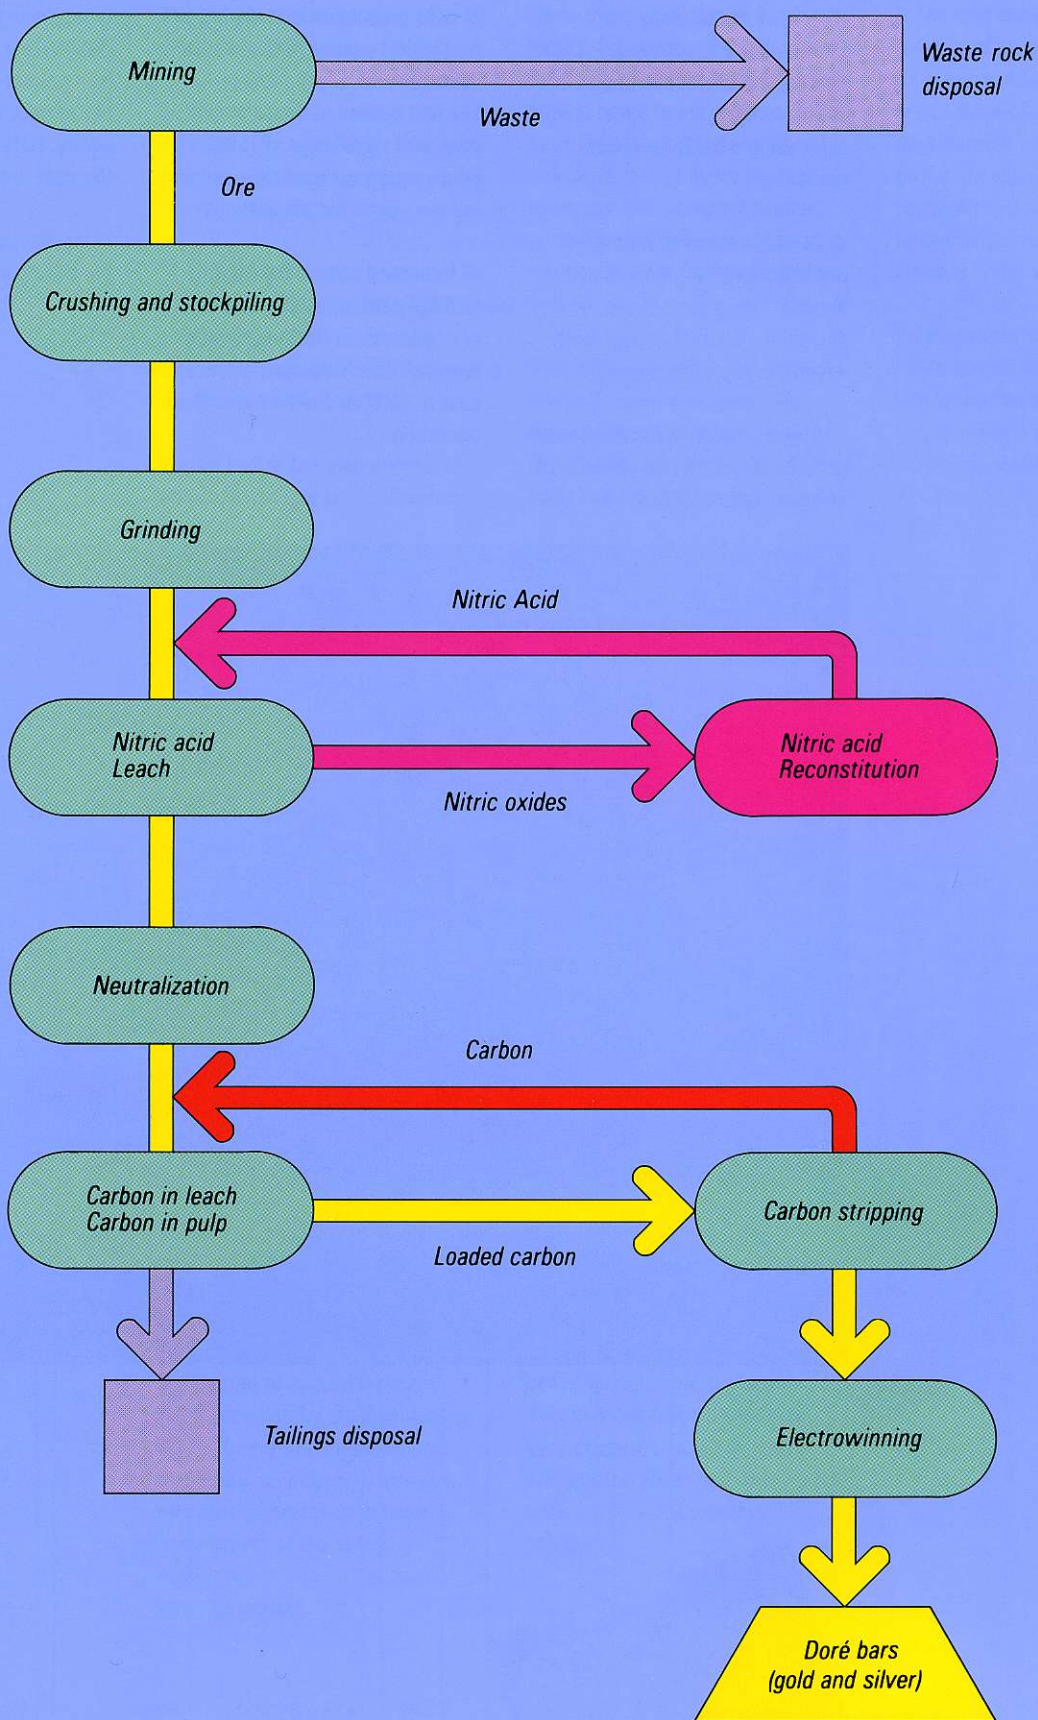 Mining
Waste
Waste rock
disposal
Ore
Crushing and stockpiling
Grinding
Nitric Acid
Nitric acid
Leach
Nitric oxides
Nitric acid
Reconstitution
Neutralization
Carbon
Carbon in leach
Carbon in pulp
Loaded carbon
Carbon stripping
Tailings disposal
Electrowinning
Doré bars
(gold and silver)